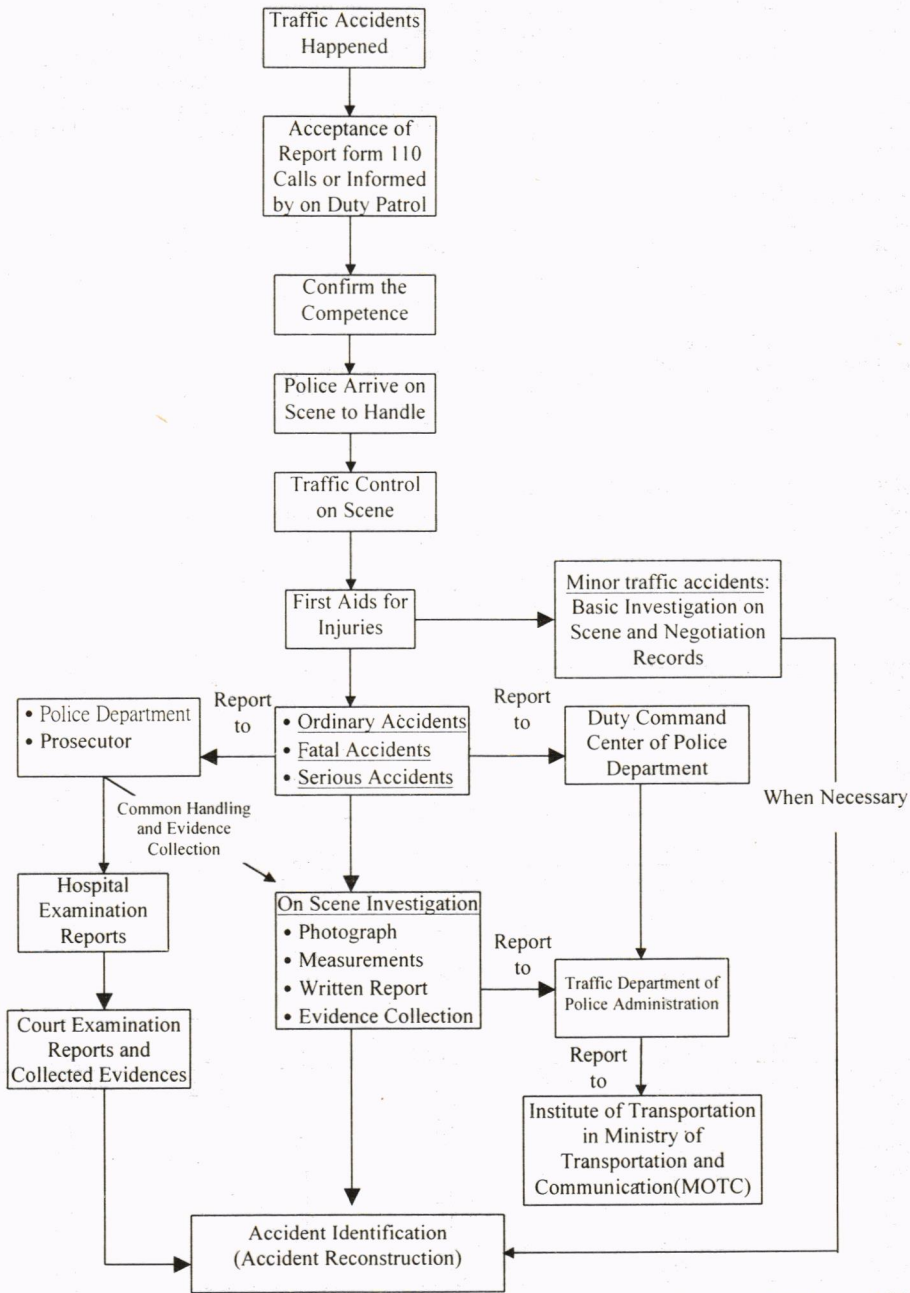 Traffic Accidents
Happened
Acceptance of
Report form 110
Calls or Informed
by on Duty Patrol
Confirm the
Competence
Police Arrive on
Scene to Handle
Traffic Control
on Scene
First Aids for
Injuries
Minor traffic accidents:
Basic Investigation on
Scene and Negotiation
Records
When Necessary
• Ordinary Accidents
• Fatal Accidents
• Serious Accidents
Report
to
• Police Department
• Prosecutor
Report
to
Duty Command
Center of Police
Department
Common Handling
and Evidence
Collection
Hospital
Examination
Reports
Court Examination
Reports and
Collected Evidences
On Scene Investigation
• Photograph
• Measurements
• Written Report
• Evidence Collection
Report
to
Traffic Department of
Police Administration
Report
to
Institute of Transportation
in Ministry of
Transportation and
Communication(MOTC)
Accident Identification
(Accident Reconstruction)